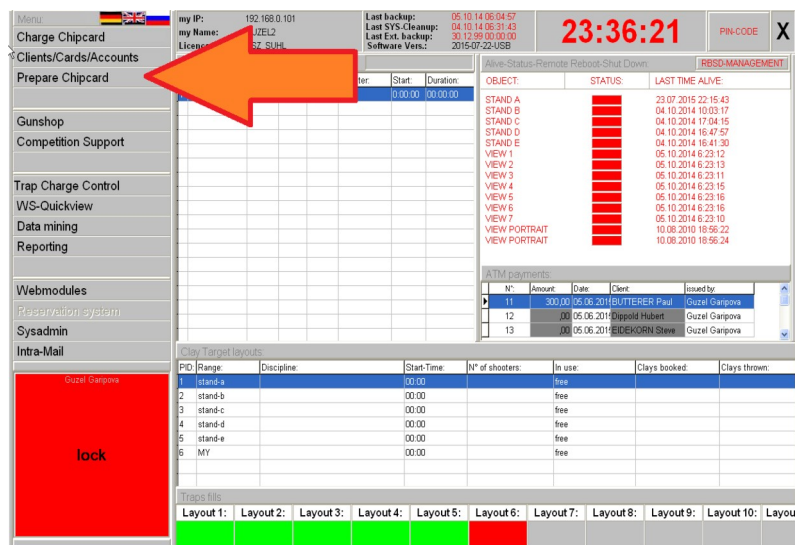 Menu:
Charge Chipcard
Clients/Cards/Accounts
Prepare Chipcard
Gunshop
Competition Support
Trap Charge Control
WS-Quickview
Data mining
Reporting
Webmodules
Reservation system
Sysadmin
Intra-Mail
Guzel Garipova
lock
my IP: 192.168.0.101
my Name: UZEL2
Licence SZ_SUHL
Last backup: 05.10.14 06:04:57
Last SYS-Cleanup: 04.10.14 06:31:43
Last Ext. backup: 30.12.99 00:00:00
Software Vers.: 2015-07-22-USB
23:36:21
PIN-CODE
X
ter: Start: Duration:
0:00:00 00:00:00
Alive-Status-Remote Reboot-Shut Down
RBSD-MANAGEMENT
OBJECT: STATUS: LAST TIME ALIVE:
STAND A 23.07.2015 22:15:43
STAND B 04.10.2014 10:03:17
STAND C 04.10.2014 17:04:15
STAND D 04.10.2014 16:47:57
STAND E 04.10.2014 16:41:30
VIEW 1 05.10.2014 6:23:12
VIEW 2 05.10.2014 6:23:13
VIEW 3 05.10.2014 6:23:11
VIEW 4 05.10.2014 6:23:15
VIEW 5 05.10.2014 6:23:16
VIEW 6 05.10.2014 6:23:16
VIEW 7 05.10.2014 6:23:10
VIEW PORTRAIT 10.08.2010 18:56:22
VIEW PORTRAIT 10.08.2010 18:56:24
ATM payments:
N°: Amount: Date: Client: issued by:
11 300,00 05.06.201 BUTTERER Paul Guzel Garipova
12 ,00 05.06.201 Dippold Hubert Guzel Garipova
13 ,00 05.06.201 EIDEKORN Steve Guzel Garipova
Clay Target layouts:
PID: Range: Discipline: Start-Time: N° of shooters: In use: Clays booked: Clays thrown:
1 stand-a 00:00 free
2 stand-b 00:00 free
3 stand-c 00:00 free
4 stand-d 00:00 free
5 stand-e 00:00 free
6 MY 00:00 free
Traps fills
Layout 1: Layout 2: Layout 3: Layout 4: Layout 5: Layout 6: Layout 7: Layout 8: Layout 9: Layout 10: Layou